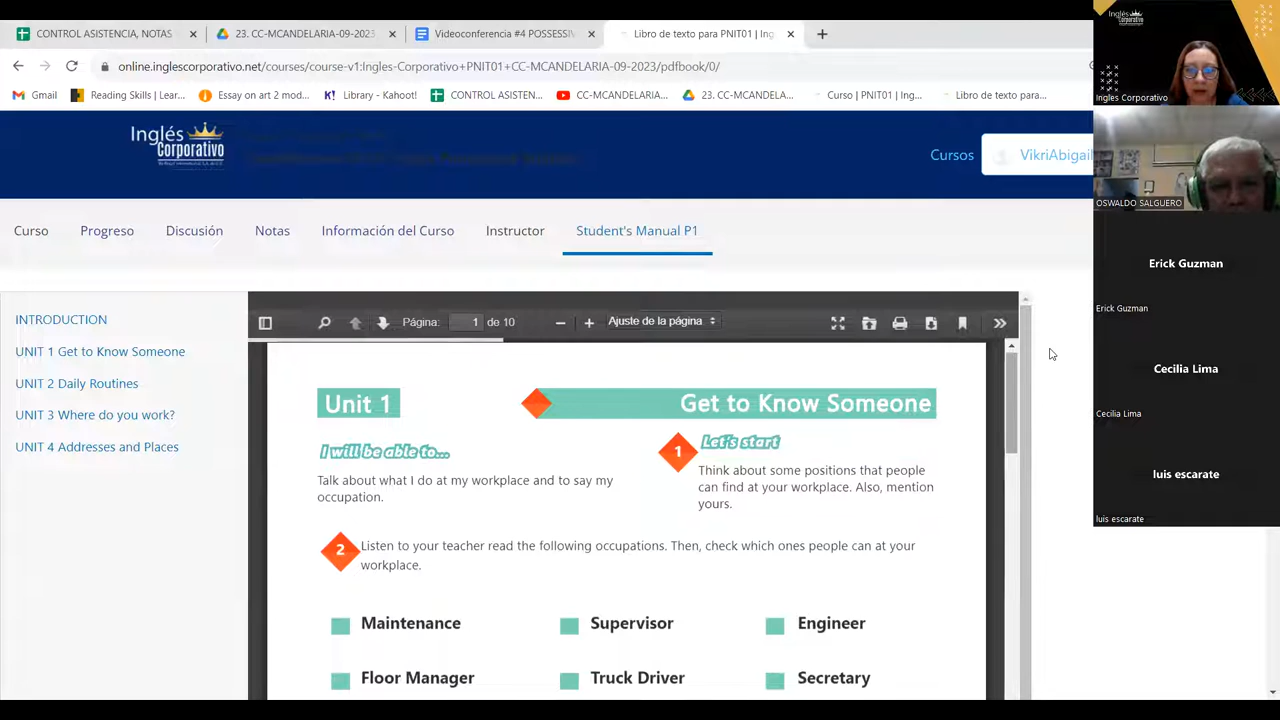 CONTROL ASISTENCIA, NOTAS
23. CC-MCANDELARIA-09-2023
Videoconferencia #4 POSSESSIV
Libro de texto para PNIT01 | Ing
online.inglescorporativo.net/courses/course-v1:Ingles-Corporativo+PNIT01+CC-MCANDELARIA-09-2023/pdfbook/0/
Gmail
Reading Skills | Lear...
Essay on art 2 mod...
Library - Kahoot!
CONTROL ASISTEN...
CC-MCANDELARIA...
23. CC-MCANDELA...
Curso | PNIT01 | Ing...
Libro de texto para...
Inglés
Corporativo
Cursos
VikriAbigail
Curso
Progreso
Discusión
Notas
Información del Curso
Instructor
Student's Manual P1
INTRODUCTION
UNIT 1 Get to Know Someone
UNIT 2 Daily Routines
UNIT 3 Where do you work?
UNIT 4 Addresses and Places
Página: 1 de 10
Ajuste de la página
Unit 1
Get to Know Someone
I will be able to...
Talk about what I do at my workplace and to say my
occupation.
1
Let's start
Think about some positions that people
can find at your workplace. Also, mention
yours.
2
Listen to your teacher read the following occupations. Then, check which ones people can at your
workplace.
Maintenance
Supervisor
Engineer
Floor Manager
Truck Driver
Secretary
Inglés
Corporativo
Ingles Corporativo
OSWALDO SALGUERO
Erick Guzman
Erick Guzman
Cecilia Lima
Cecilia Lima
luis escarate
luis escarate